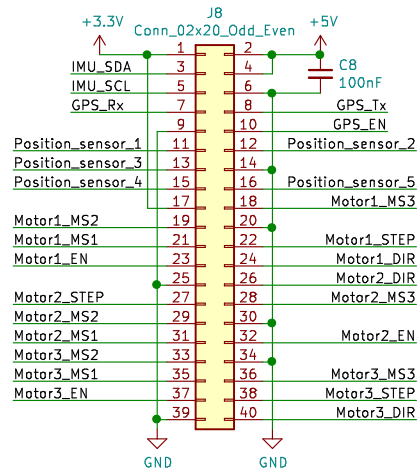 J8
+3.3V Conn_02x20_Odd_Even +5V
1 2
IMU_SDA 3 4 C8
IMU_SCL 5 6 100nF
GPS_Rx 7 8 GPS_Tx
9 10 GPS_EN
Position_sensor_1 11 12 Position_sensor_2
Position_sensor_3 13 14
Position_sensor_4 15 16 Position_sensor_5
17 18 Motor1_MS3
Motor1_MS2 19 20
Motor1_MS1 21 22 Motor1_STEP
Motor1_EN 23 24 Motor1_DIR
25 26 Motor2_DIR
Motor2_STEP 27 28 Motor2_MS3
Motor2_MS2 29 30
Motor2_MS1 31 32 Motor2_EN
Motor3_MS2 33 34
Motor3_MS1 35 36 Motor3_MS3
Motor3_EN 37 38 Motor3_STEP
39 40 Motor3_DIR
GND GND